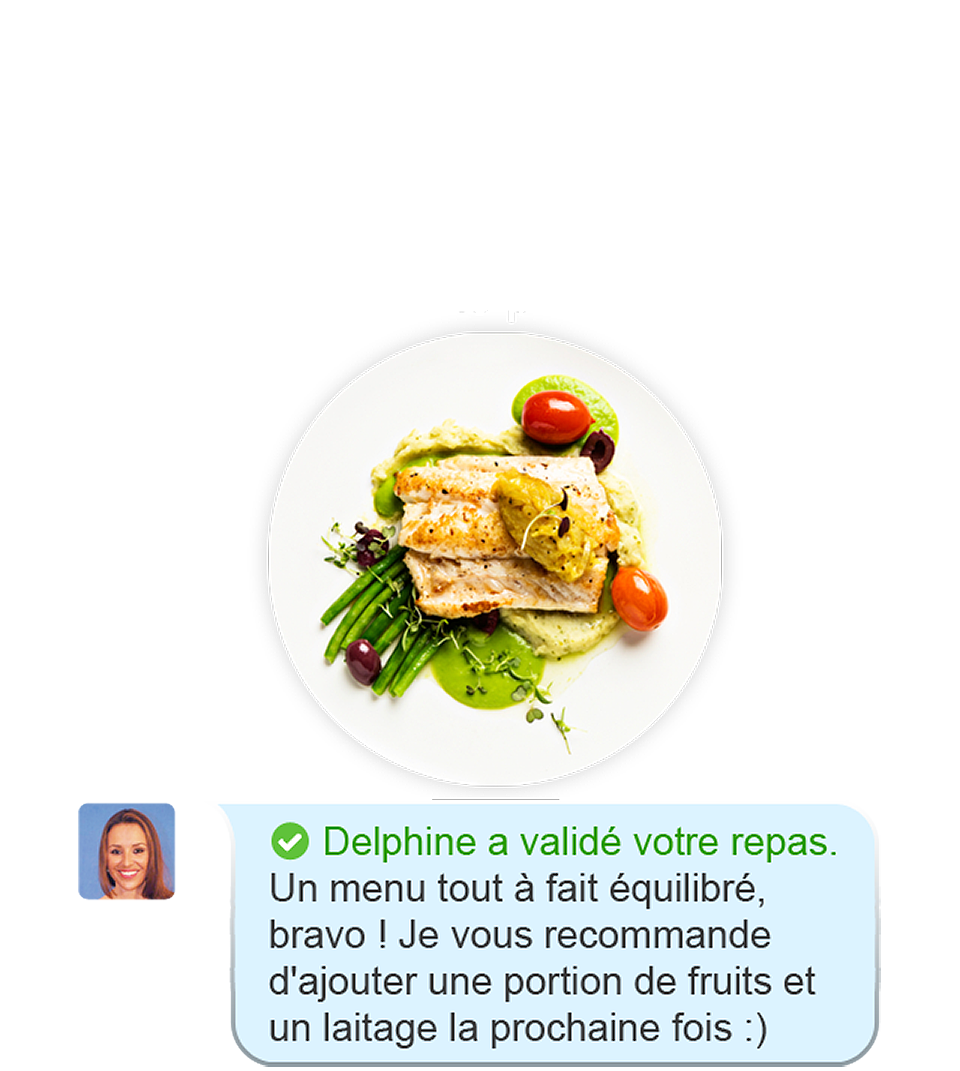 Delphine a validé votre repas.
Un menu tout à fait équilibré,
bravo ! Je vous recommande
d'ajouter une portion de fruits et
un laitage la prochaine fois :)